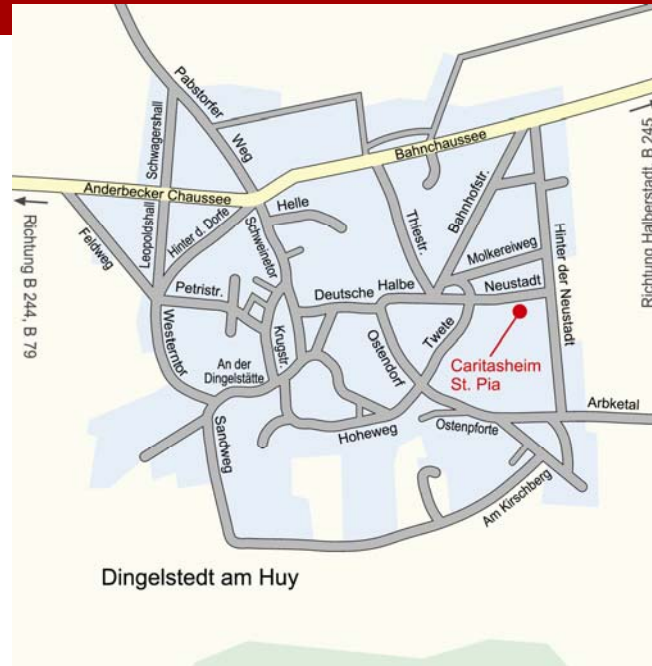 Pabstorfer
Weg
Schwagershall
Bahnchaussee
Richtung Halberstadt, B 245
Anderbecker Chaussee
Richtung B 244, B 79
Feldweg
Leopoldshall
Hinter d. Dorfe
Schweinetor
Helle
Thiestr.
Bahnhofstr.
Molkereiweg
Hinter der Neustadt
Petristr.
Deutsche
Halbe
Neustadt
Westerntor
Krugstr.
Ostendorf
Twete
Caritasheim
St. Pia
An der
Dingelstätte
Sandweg
Hoheweg
Ostenpforte
Arbketal
Am Kirschberg
Dingelstedt am Huy